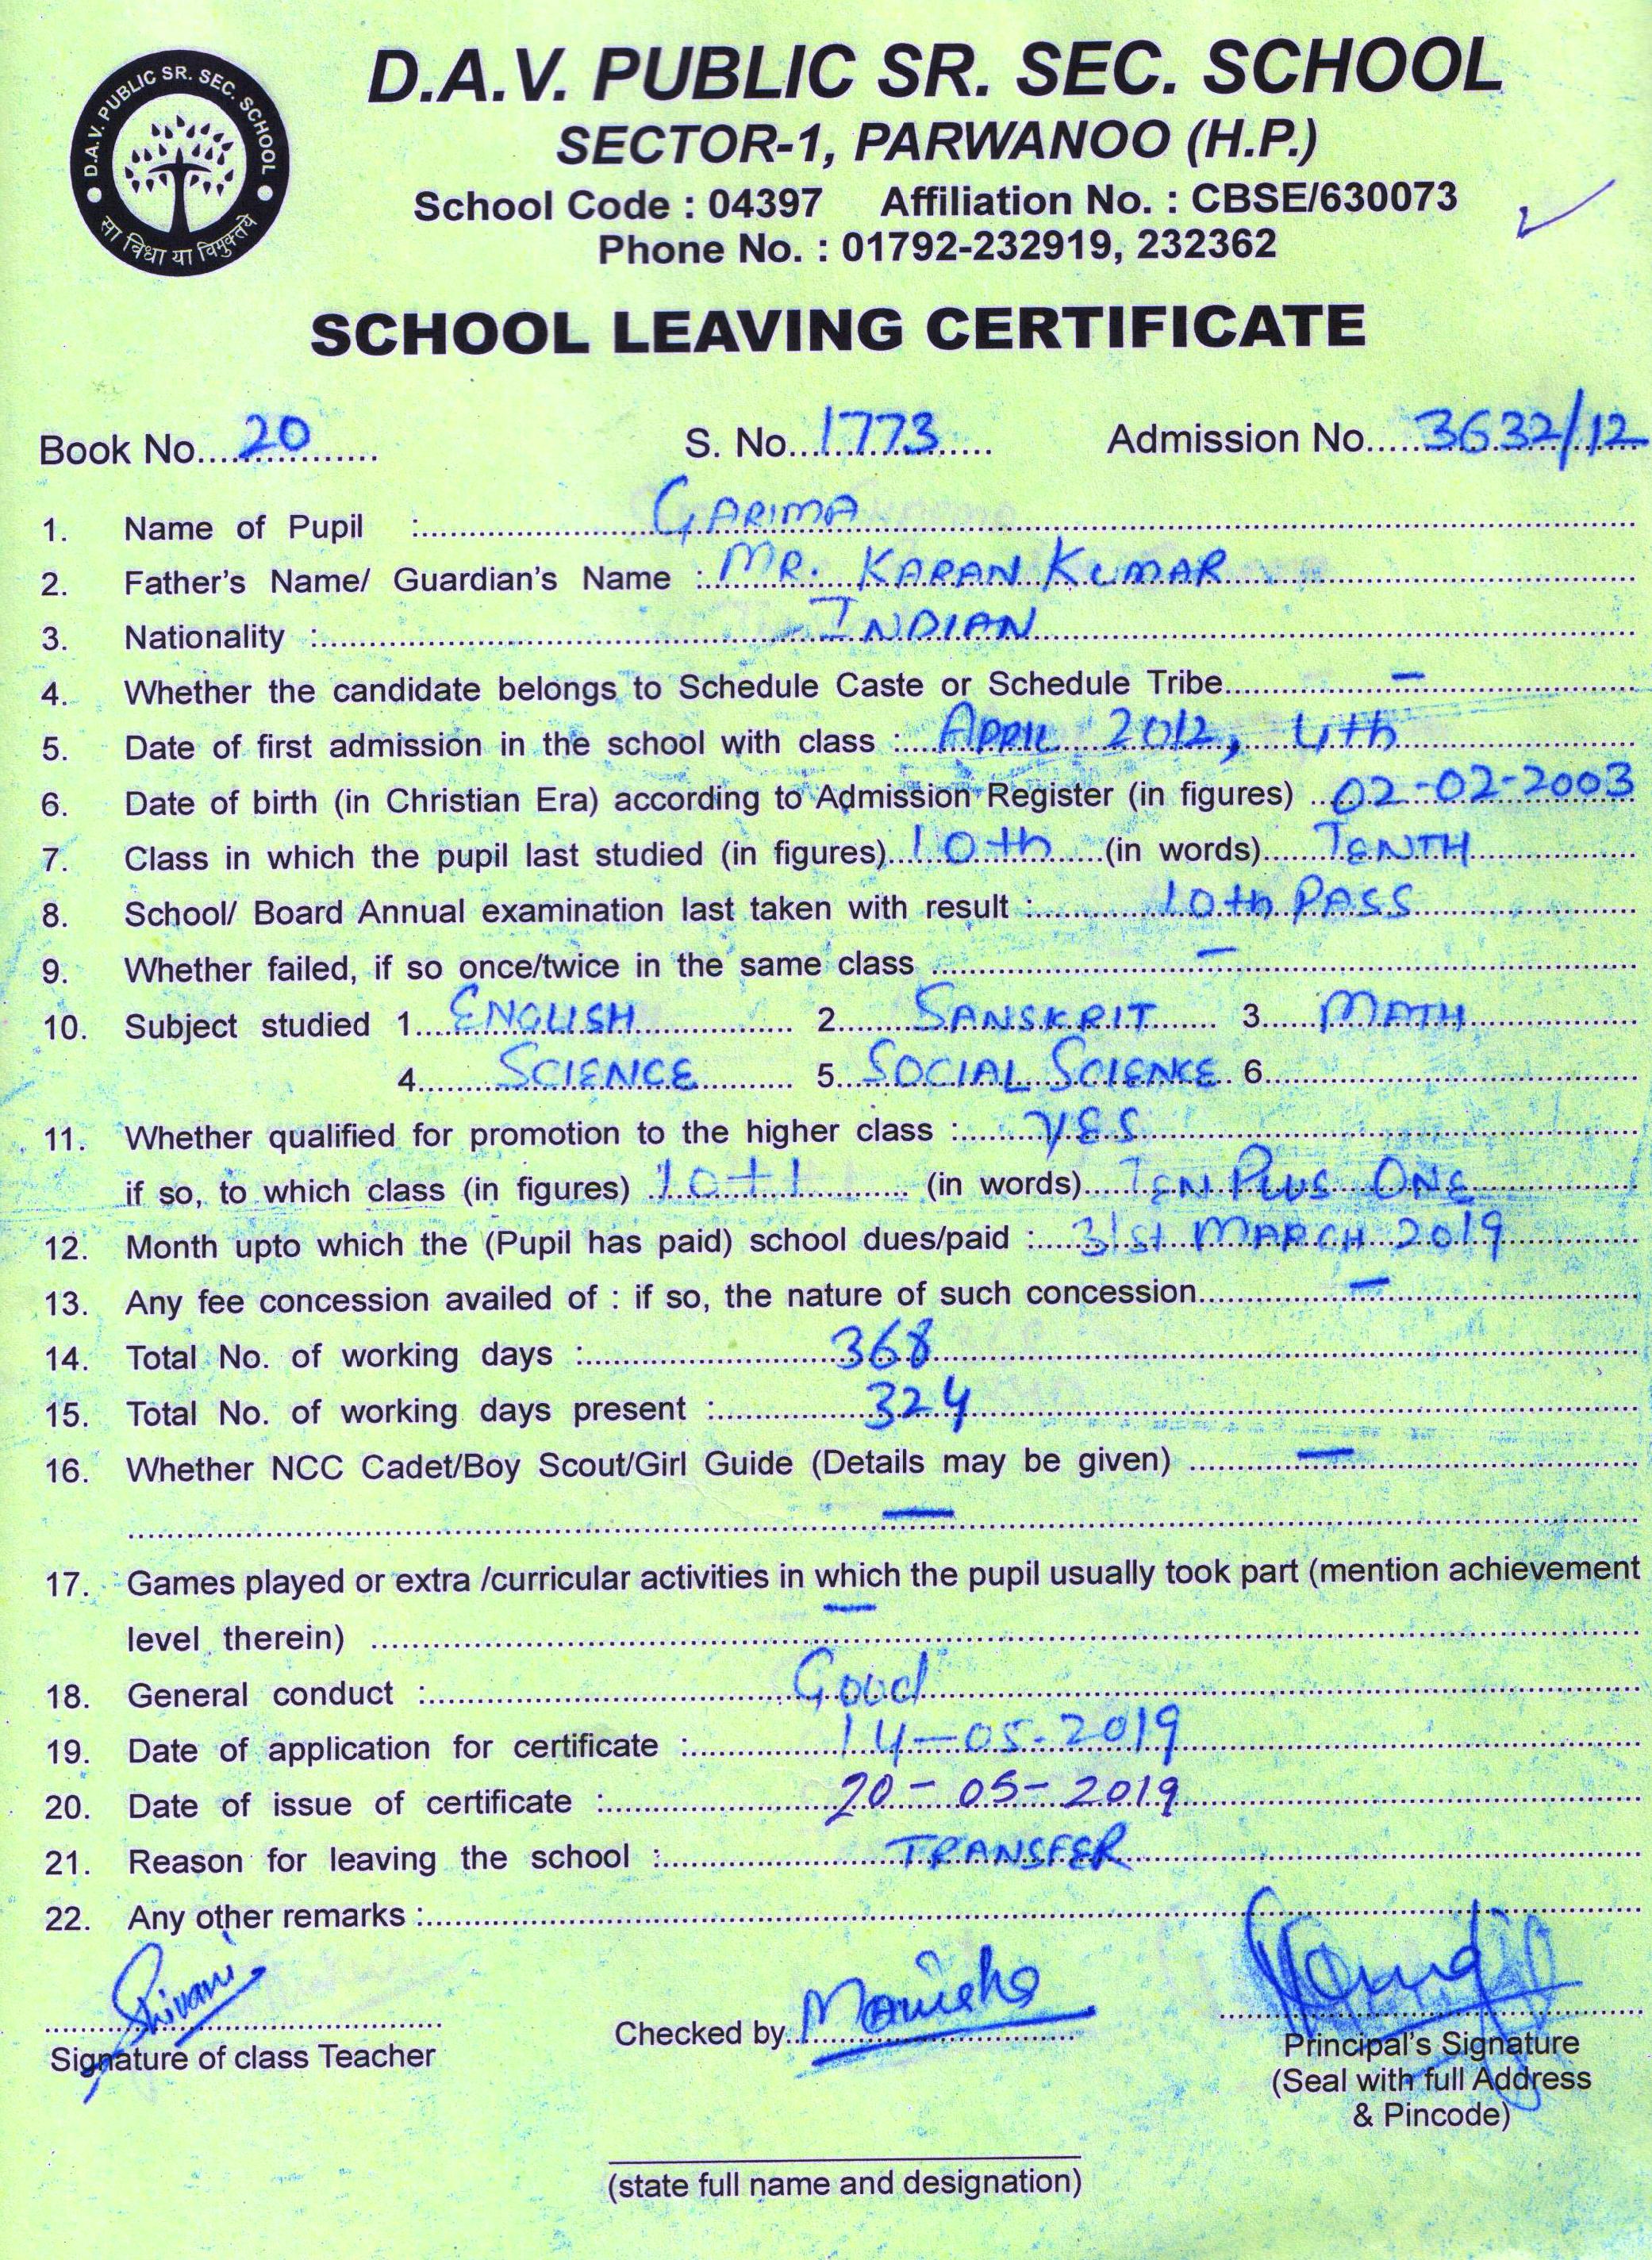 D.A.V. PUBLIC SR. SEC. SCHOOL
D.A.V. PUBLIC SR. SEC. SCHOOL
सा विधा या विमुक्तये
SECTOR-1, PARWANOO (H.P.)
School Code : 04397 Affiliation No. : CBSE/630073
Phone No. : 01792-232919, 232362
SCHOOL LEAVING CERTIFICATE
Book No. 20 S. No. 1773 Admission No. 3632/12
1. Name of Pupil : GARIMA
2. Father's Name/ Guardian's Name : MR. KARAN KUMAR
3. Nationality : INDIAN
4. Whether the candidate belongs to Schedule Caste or Schedule Tribe. —
5. Date of first admission in the school with class : APRIL 2012, 4th
6. Date of birth (in Christian Era) according to Admission Register (in figures) 02-02-2003
7. Class in which the pupil last studied (in figures) 10th (in words) TENTH
8. School/ Board Annual examination last taken with result : 10th PASS
9. Whether failed, if so once/twice in the same class —
10. Subject studied 1. ENGLISH 2. SANSKRIT 3. MATH
4. SCIENCE 5. SOCIAL SCIENCE 6.
11. Whether qualified for promotion to the higher class : YES
if so, to which class (in figures) 10+1 (in words) TEN PLUS ONE
12. Month upto which the (Pupil has paid) school dues/paid : 31st MARCH 2019
13. Any fee concession availed of : if so, the nature of such concession. —
14. Total No. of working days : 368
15. Total No. of working days present : 324
16. Whether NCC Cadet/Boy Scout/Girl Guide (Details may be given) —
—
17. Games played or extra /curricular activities in which the pupil usually took part (mention achievement
level therein) —
18. General conduct : Good
19. Date of application for certificate : 14-05-2019
20. Date of issue of certificate : 20-05-2019
21. Reason for leaving the school : TRANSFER
22. Any other remarks :
Shivani
Signature of class Teacher
Checked by. Manisha
Principal's Signature
(Seal with full Address
& Pincode)
(state full name and designation)